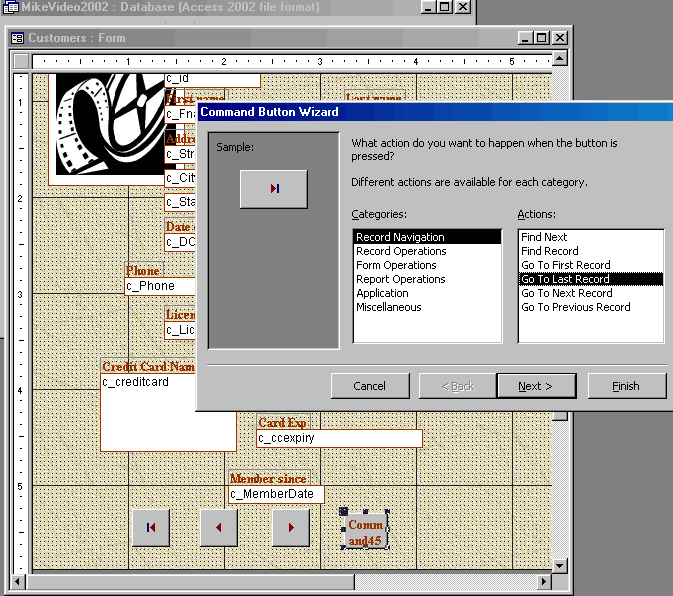 MikeVideo2002 : Database (Access 2002 file format)
Customers : Form
1 2 3 4 5
1
2
3
4
5
c_id
First name
Last name
c_Fn
Addre
c_Str
c_City
c_Sta
Date o
c_DO
Phone
c_Phone
Licen
c_Lic
Credit Card Nam
c_creditcard
Card Exp
c_ccexpiry
Member since
c_MemberDate
Comm
and45
Command Button Wizard
Sample:
What action do you want to happen when the button is
pressed?
Different actions are available for each category.
Categories:
Record Navigation
Record Operations
Form Operations
Report Operations
Application
Miscellaneous
Actions:
Find Next
Find Record
Go To First Record
Go To Last Record
Go To Next Record
Go To Previous Record
Cancel
< Back
Next >
Finish